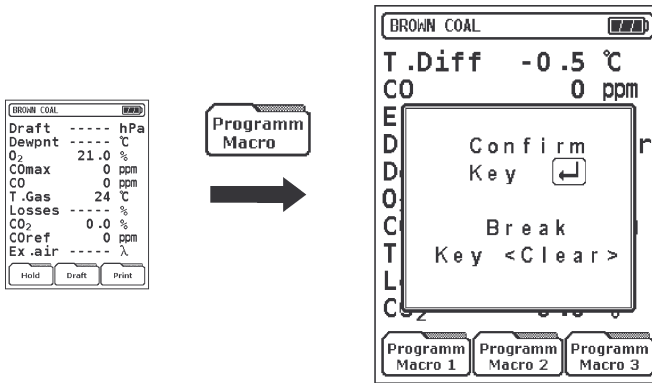 BROWN COAL
Draft ----- hPa
Dewpnt ----- °C
O₂ 21.0 %
COmax 0 ppm
CO 0 ppm
T.Gas 24 °C
Losses ----- %
CO₂ 0.0 %
COref 0 ppm
Ex.air ----- λ
Hold Draft Print
Programm
Macro
BROWN COAL
T.Diff -0.5 °C
CO 0 ppm
Confirm
Key ↵
Break
Key <Clear>
Programm Macro 1
Programm Macro 2
Programm Macro 3